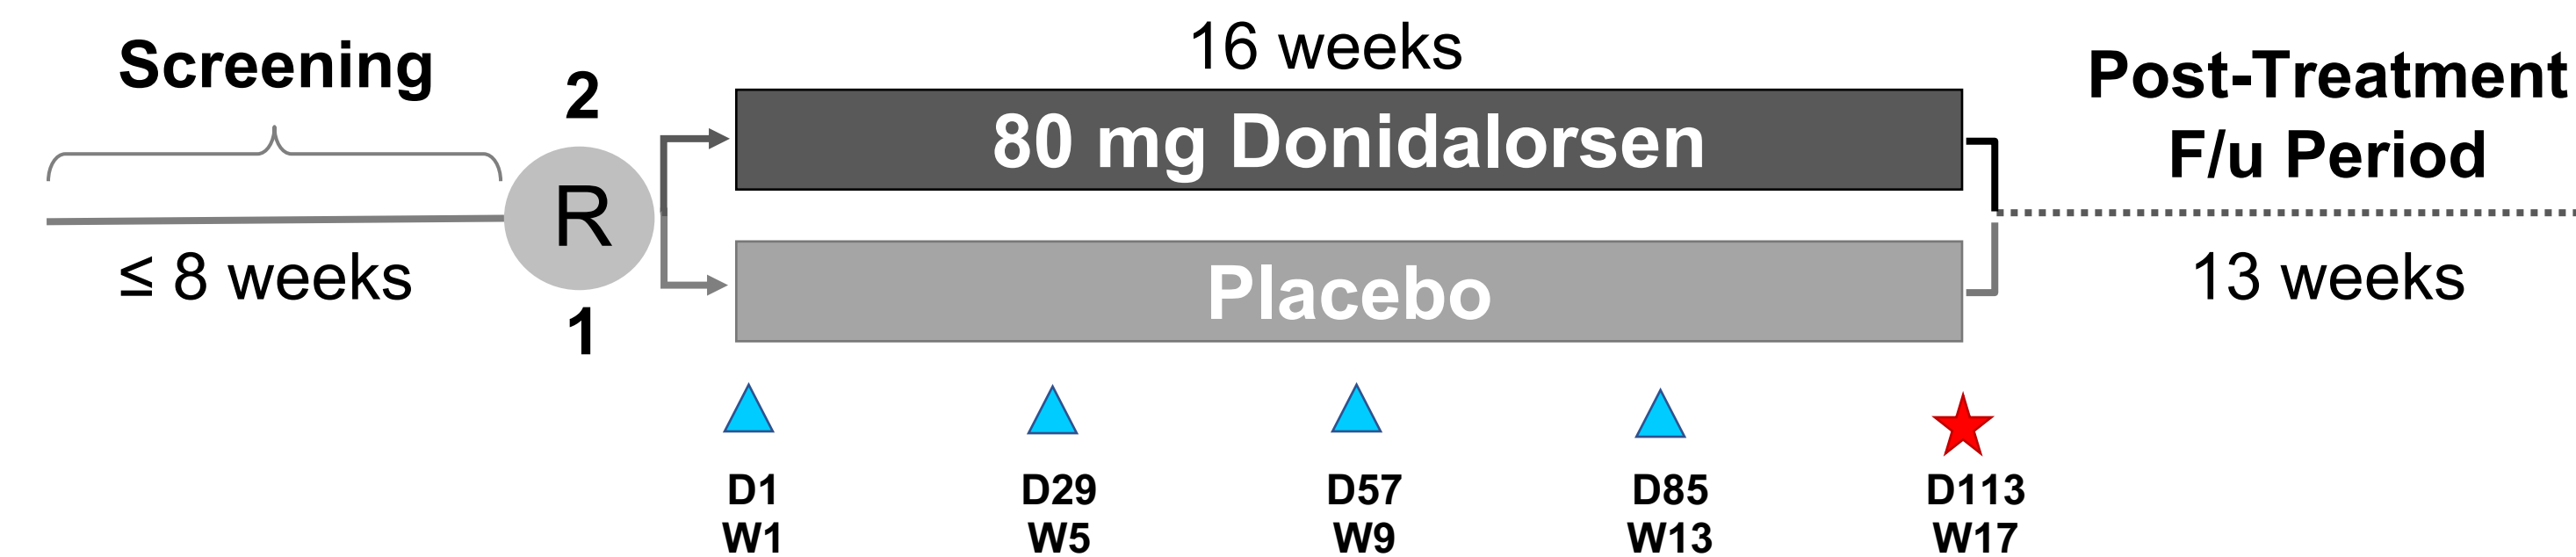 Screening
≤ 8 weeks
2
R
1
16 weeks
80 mg Donidalorsen
Placebo
Post-Treatment
F/u Period
13 weeks
D1
W1
D29
W5
D57
W9
D85
W13
D113
W17